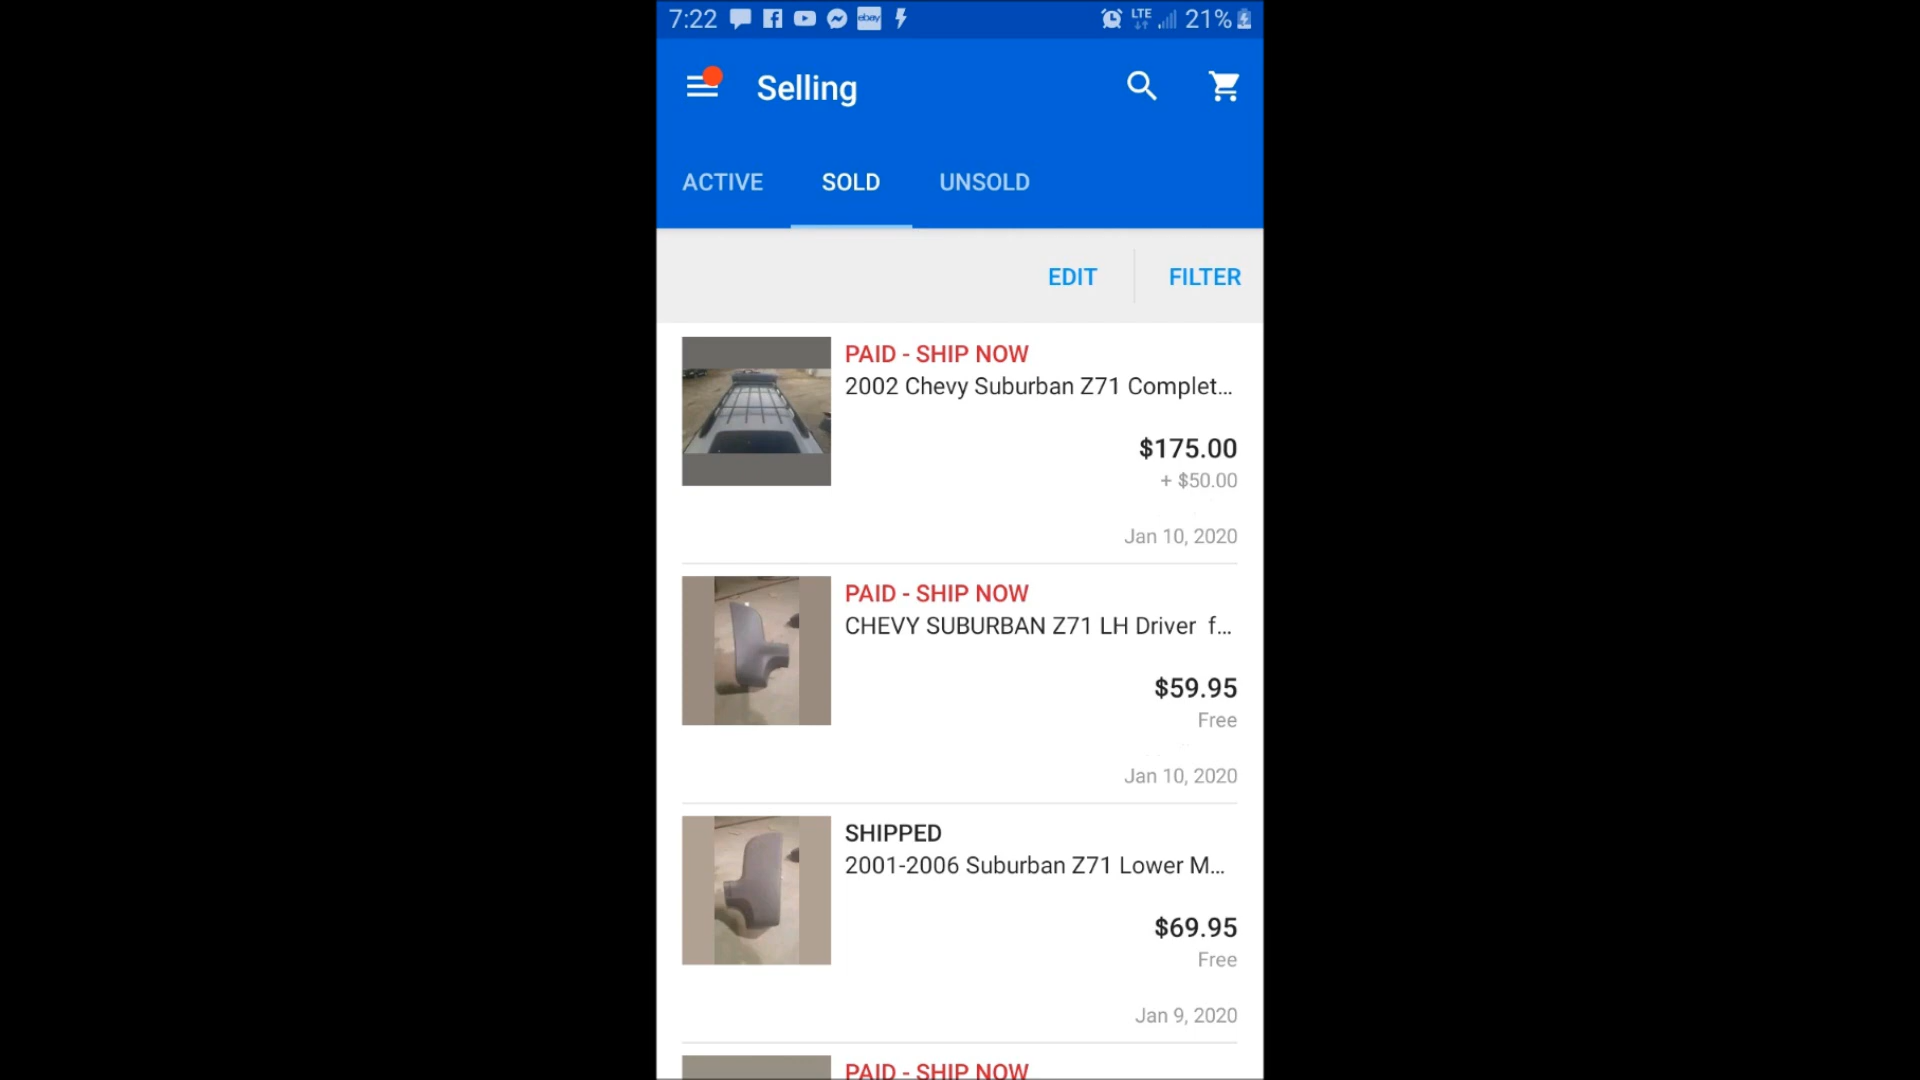 7:22 ebay LTE 21%
Selling
ACTIVE SOLD UNSOLD
EDIT FILTER
PAID - SHIP NOW
2002 Chevy Suburban Z71 Complet...
$175.00
+ $50.00
Jan 10, 2020
PAID - SHIP NOW
CHEVY SUBURBAN Z71 LH Driver f...
$59.95
Free
Jan 10, 2020
SHIPPED
2001-2006 Suburban Z71 Lower M...
$69.95
Free
Jan 9, 2020
PAID - SHIP NOW